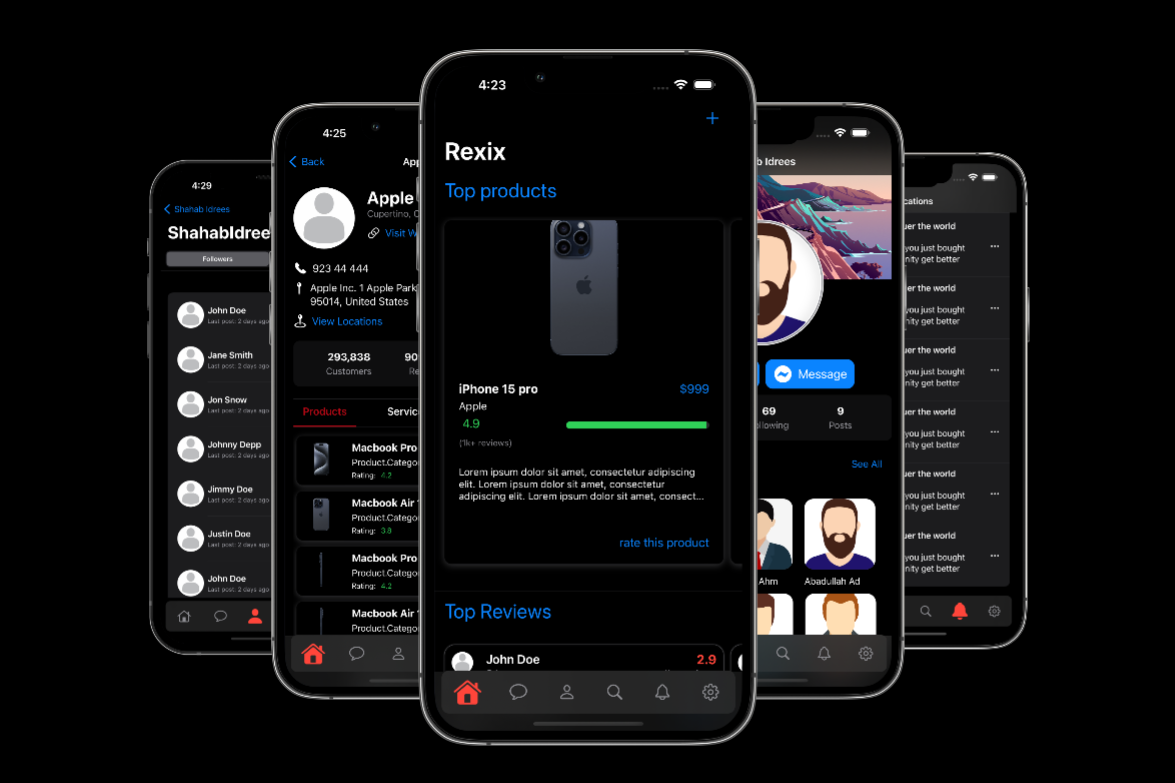 4:29
Shahab Idrees
ShahabIdree
Followers
John Doe
Last post: 2 days ago
Jane Smith
Last post: 2 days ago
Jon Snow
Last post: 2 days ago
Johnny Depp
Last post: 2 days ago
Jimmy Doe
Last post: 2 days ago
Justin Doe
Last post: 2 days ago
John Doe
Last post: 2 days ago
4:25
Back
App
Apple
Cupertino, C
Visit W
923 44 444
Apple Inc. 1 Apple Park
95014, United States
View Locations
293,838
Customers
90
Re
Products
Servic
Macbook Pro
Product.Catego
Rating: 4.2
Macbook Air 1
Product.Catego
Rating: 3.8
Macbook Pro
Product.Catego
Rating: 4.2
Macbook Air 1
Product.Catego
4:23
+
Rexix
Top products
iPhone 15 pro
$999
Apple
4.9
(1k+ reviews)
Lorem ipsum dolor sit amet, consectetur adipiscing
elit. Lorem ipsum dolor sit amet, consectetur
adipiscing elit. Lorem ipsum dolor sit amet, consect...
rate this product
Top Reviews
John Doe
2.9
b Idrees
Message
69
llowing
9
Posts
See All
Ahm
Abadullah Ad
cations
uer the world
you just bought
nity get better
uer the world
you just bought
nity get better
uer the world
you just bought
nity get better
uer the world
you just bought
nity get better
uer the world
you just bought
nity get better
uer the world
you just bought
nity get better